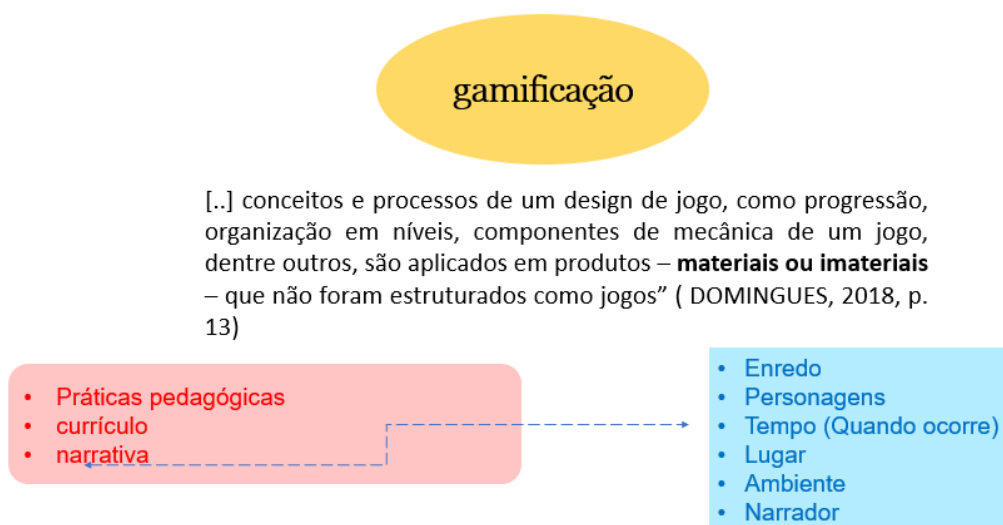 gamificação
[..] conceitos e processos de um design de jogo, como progressão,
organização em níveis, componentes de mecânica de um jogo,
dentre outros, são aplicados em produtos – materiais ou imateriais
– que não foram estruturados como jogos” ( DOMINGUES, 2018, p.
13)
• Práticas pedagógicas
• currículo
• narrativa
• Enredo
• Personagens
• Tempo (Quando ocorre)
• Lugar
• Ambiente
• Narrador